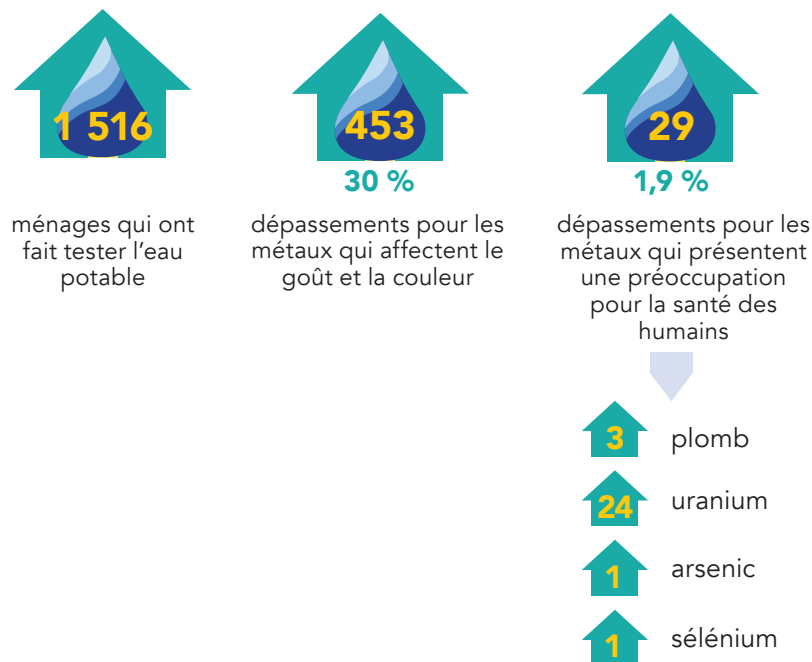 1 516
ménages qui ont
fait tester l’eau
potable
453
30 %
dépassements pour les
métaux qui affectent le
goût et la couleur
29
1,9 %
dépassements pour les
métaux qui présentent
une préoccupation
pour la santé des
humains
3 plomb
24 uranium
1 arsenic
1 sélénium